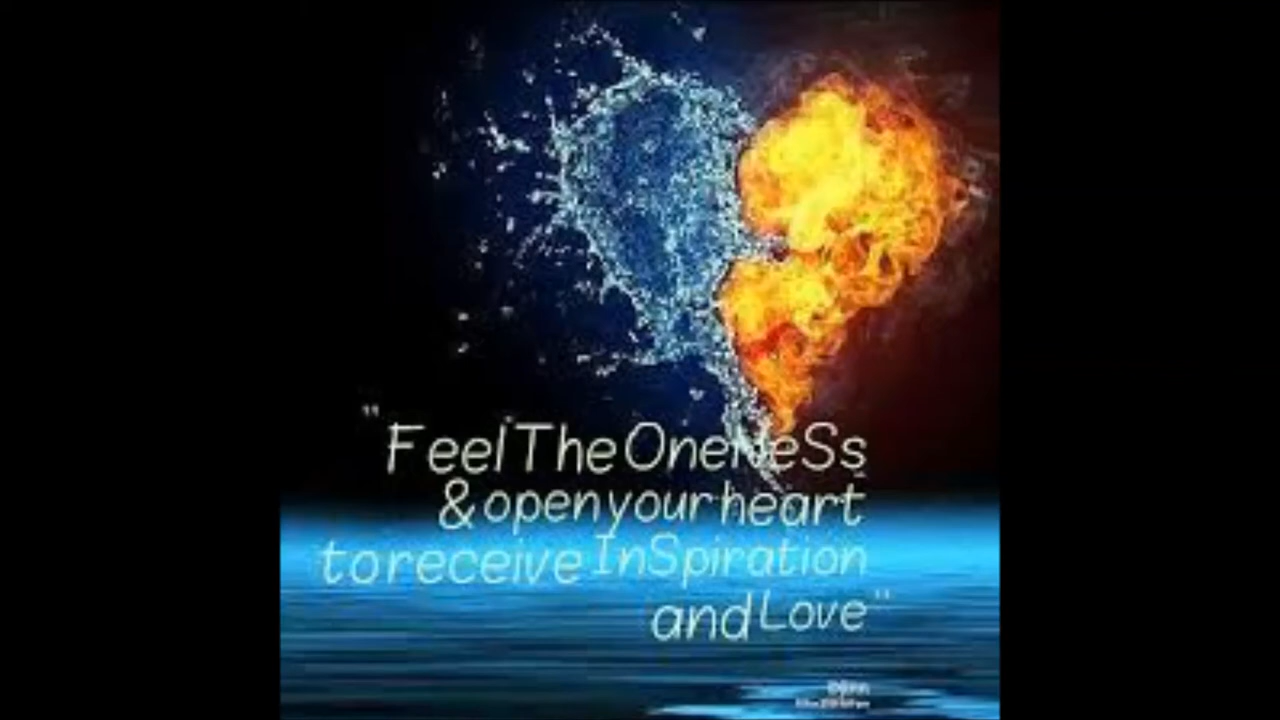 "Feel The OneNeSs
& open your heart
to receive InSpiration
and Love"